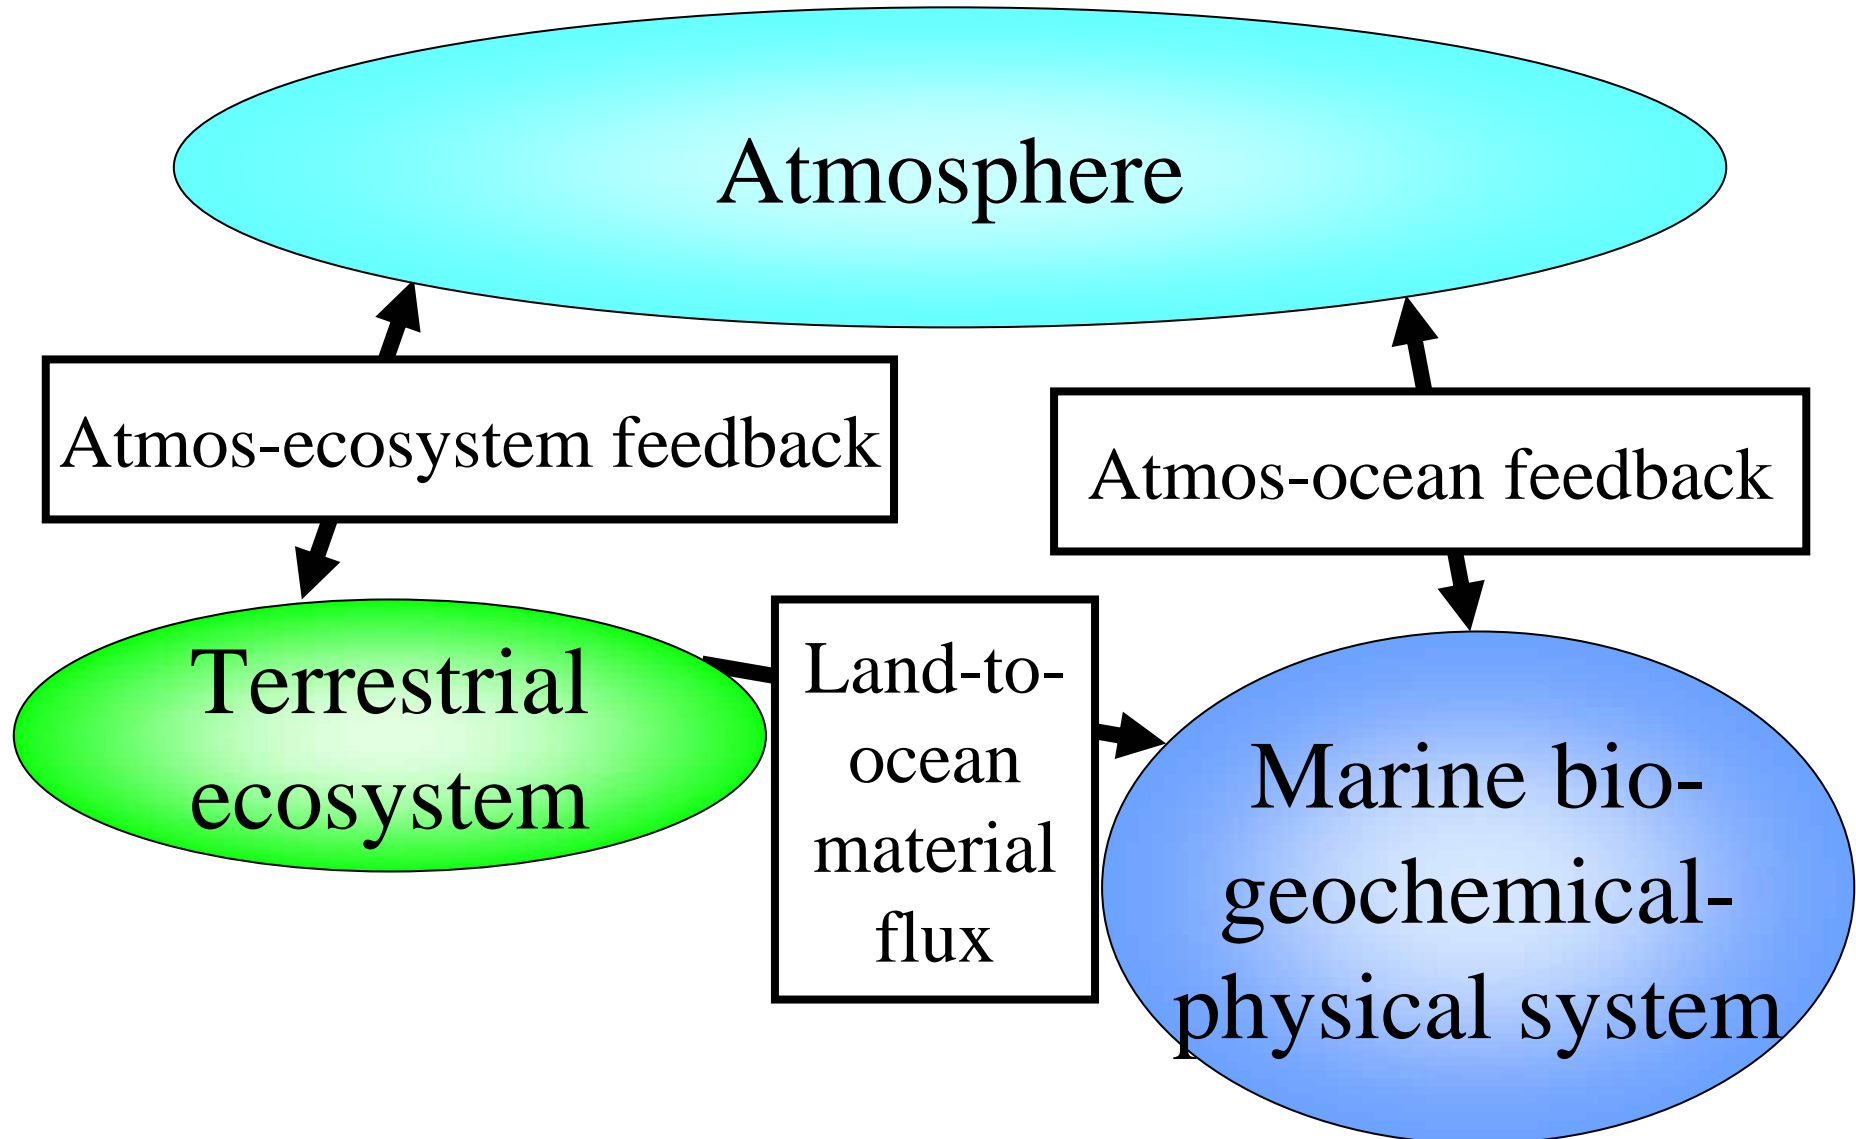 Atmosphere
Atmos-ecosystem feedback
Atmos-ocean feedback
Terrestrial
ecosystem
Land-to-
ocean
material
flux
Marine bio-
geochemical-
physical system